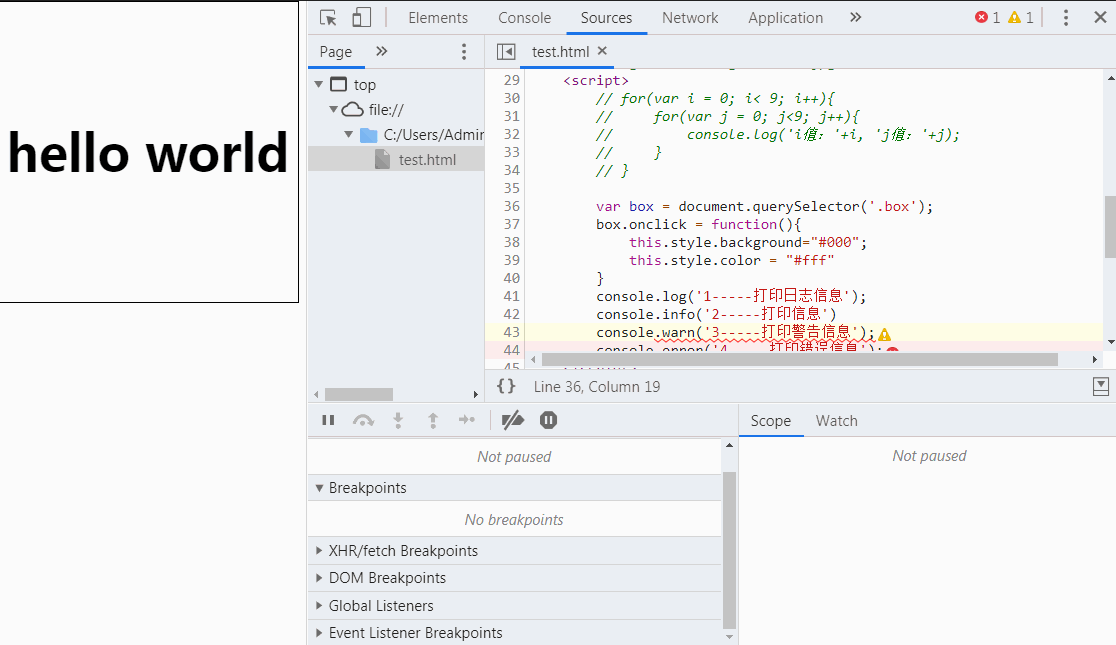 hello world
Elements Console Sources Network Application » 1 1
Page »
test.html ×
top
file://
C:/Users/Admir
test.html
29 <script>
30 // for(var i = 0; i< 9; i++){
31 // for(var j = 0; j<9; j++){
32 // console.log('i值: '+i, 'j值: '+j);
33 // }
34 // }
35
36 var box = document.querySelector('.box');
37 box.onclick = function(){
38 this.style.background="#000";
39 this.style.color = "#fff"
40 }
41 console.log('1-----打印日志信息');
42 console.info('2-----打印信息')
43 console.warn('3-----打印警告信息');
44 console.error('4-----打印错误信息');
45
{} Line 36, Column 19
Scope Watch
Not paused
Not paused
Breakpoints
No breakpoints
XHR/fetch Breakpoints
DOM Breakpoints
Global Listeners
Event Listener Breakpoints